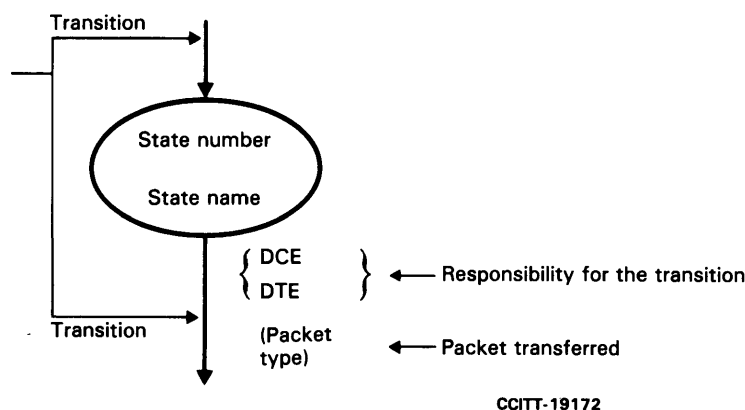 Transition
State number
State name
DCE
DTE
Responsibility for the transition
Transition
(Packet
type)
Packet transferred
CCITT-19172